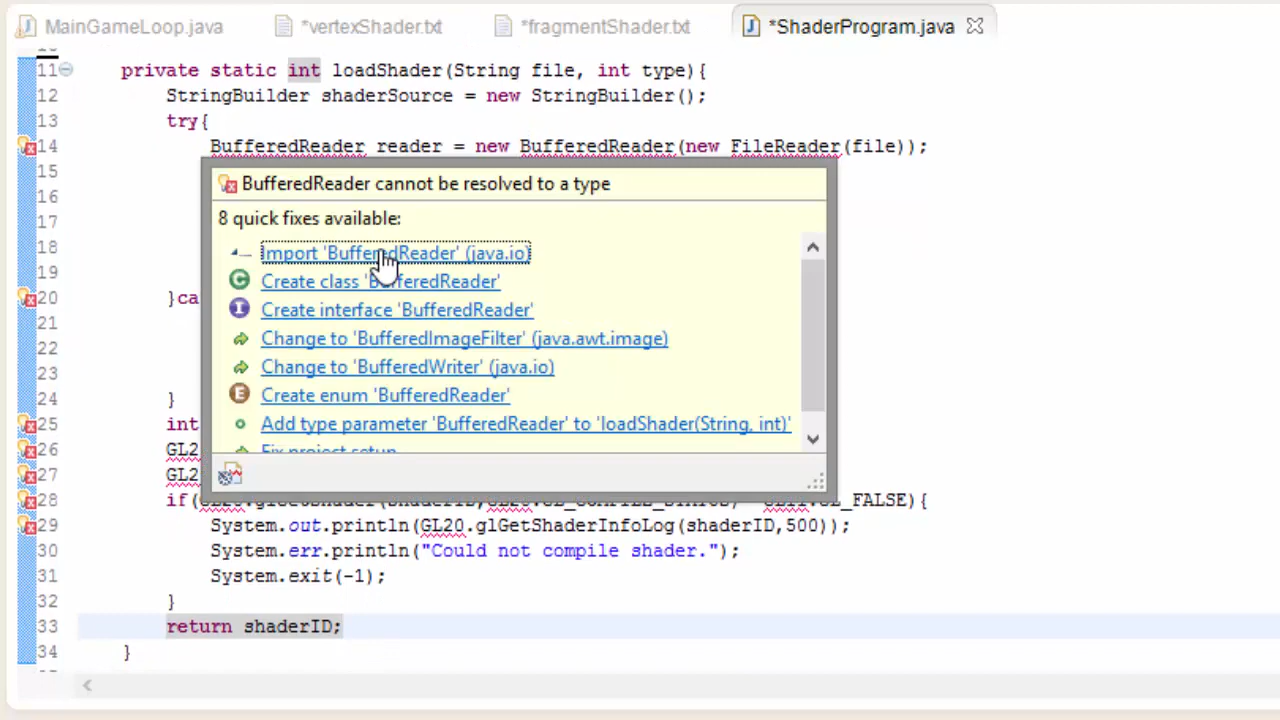 MainGameLoop.java *vertexShader.txt *fragmentShader.txt *ShaderProgram.java
11 private static int loadShader(String file, int type){
12 StringBuilder shaderSource = new StringBuilder();
13 try{
14 BufferedReader reader = new BufferedReader(new FileReader(file));
15
BufferedReader cannot be resolved to a type
16
8 quick fixes available:
17
18 Import 'BufferedReader' (java.io)
19 Create class 'BufferedReader'
20 }ca
Create interface 'BufferedReader'
21
22 Change to 'BufferedImageFilter' (java.awt.image)
23 Change to 'BufferedWriter' (java.io)
24 }
Create enum 'BufferedReader'
25 int
Add type parameter 'BufferedReader' to 'loadShader(String, int)'
26 GL2
Fix project setup
27 GL2
28 if(
_FALSE){
29 System.out.println(GL20.glGetShaderInfoLog(shaderID,500));
30 System.err.println("Could not compile shader.");
31 System.exit(-1);
32 }
33 return shaderID;
34 }